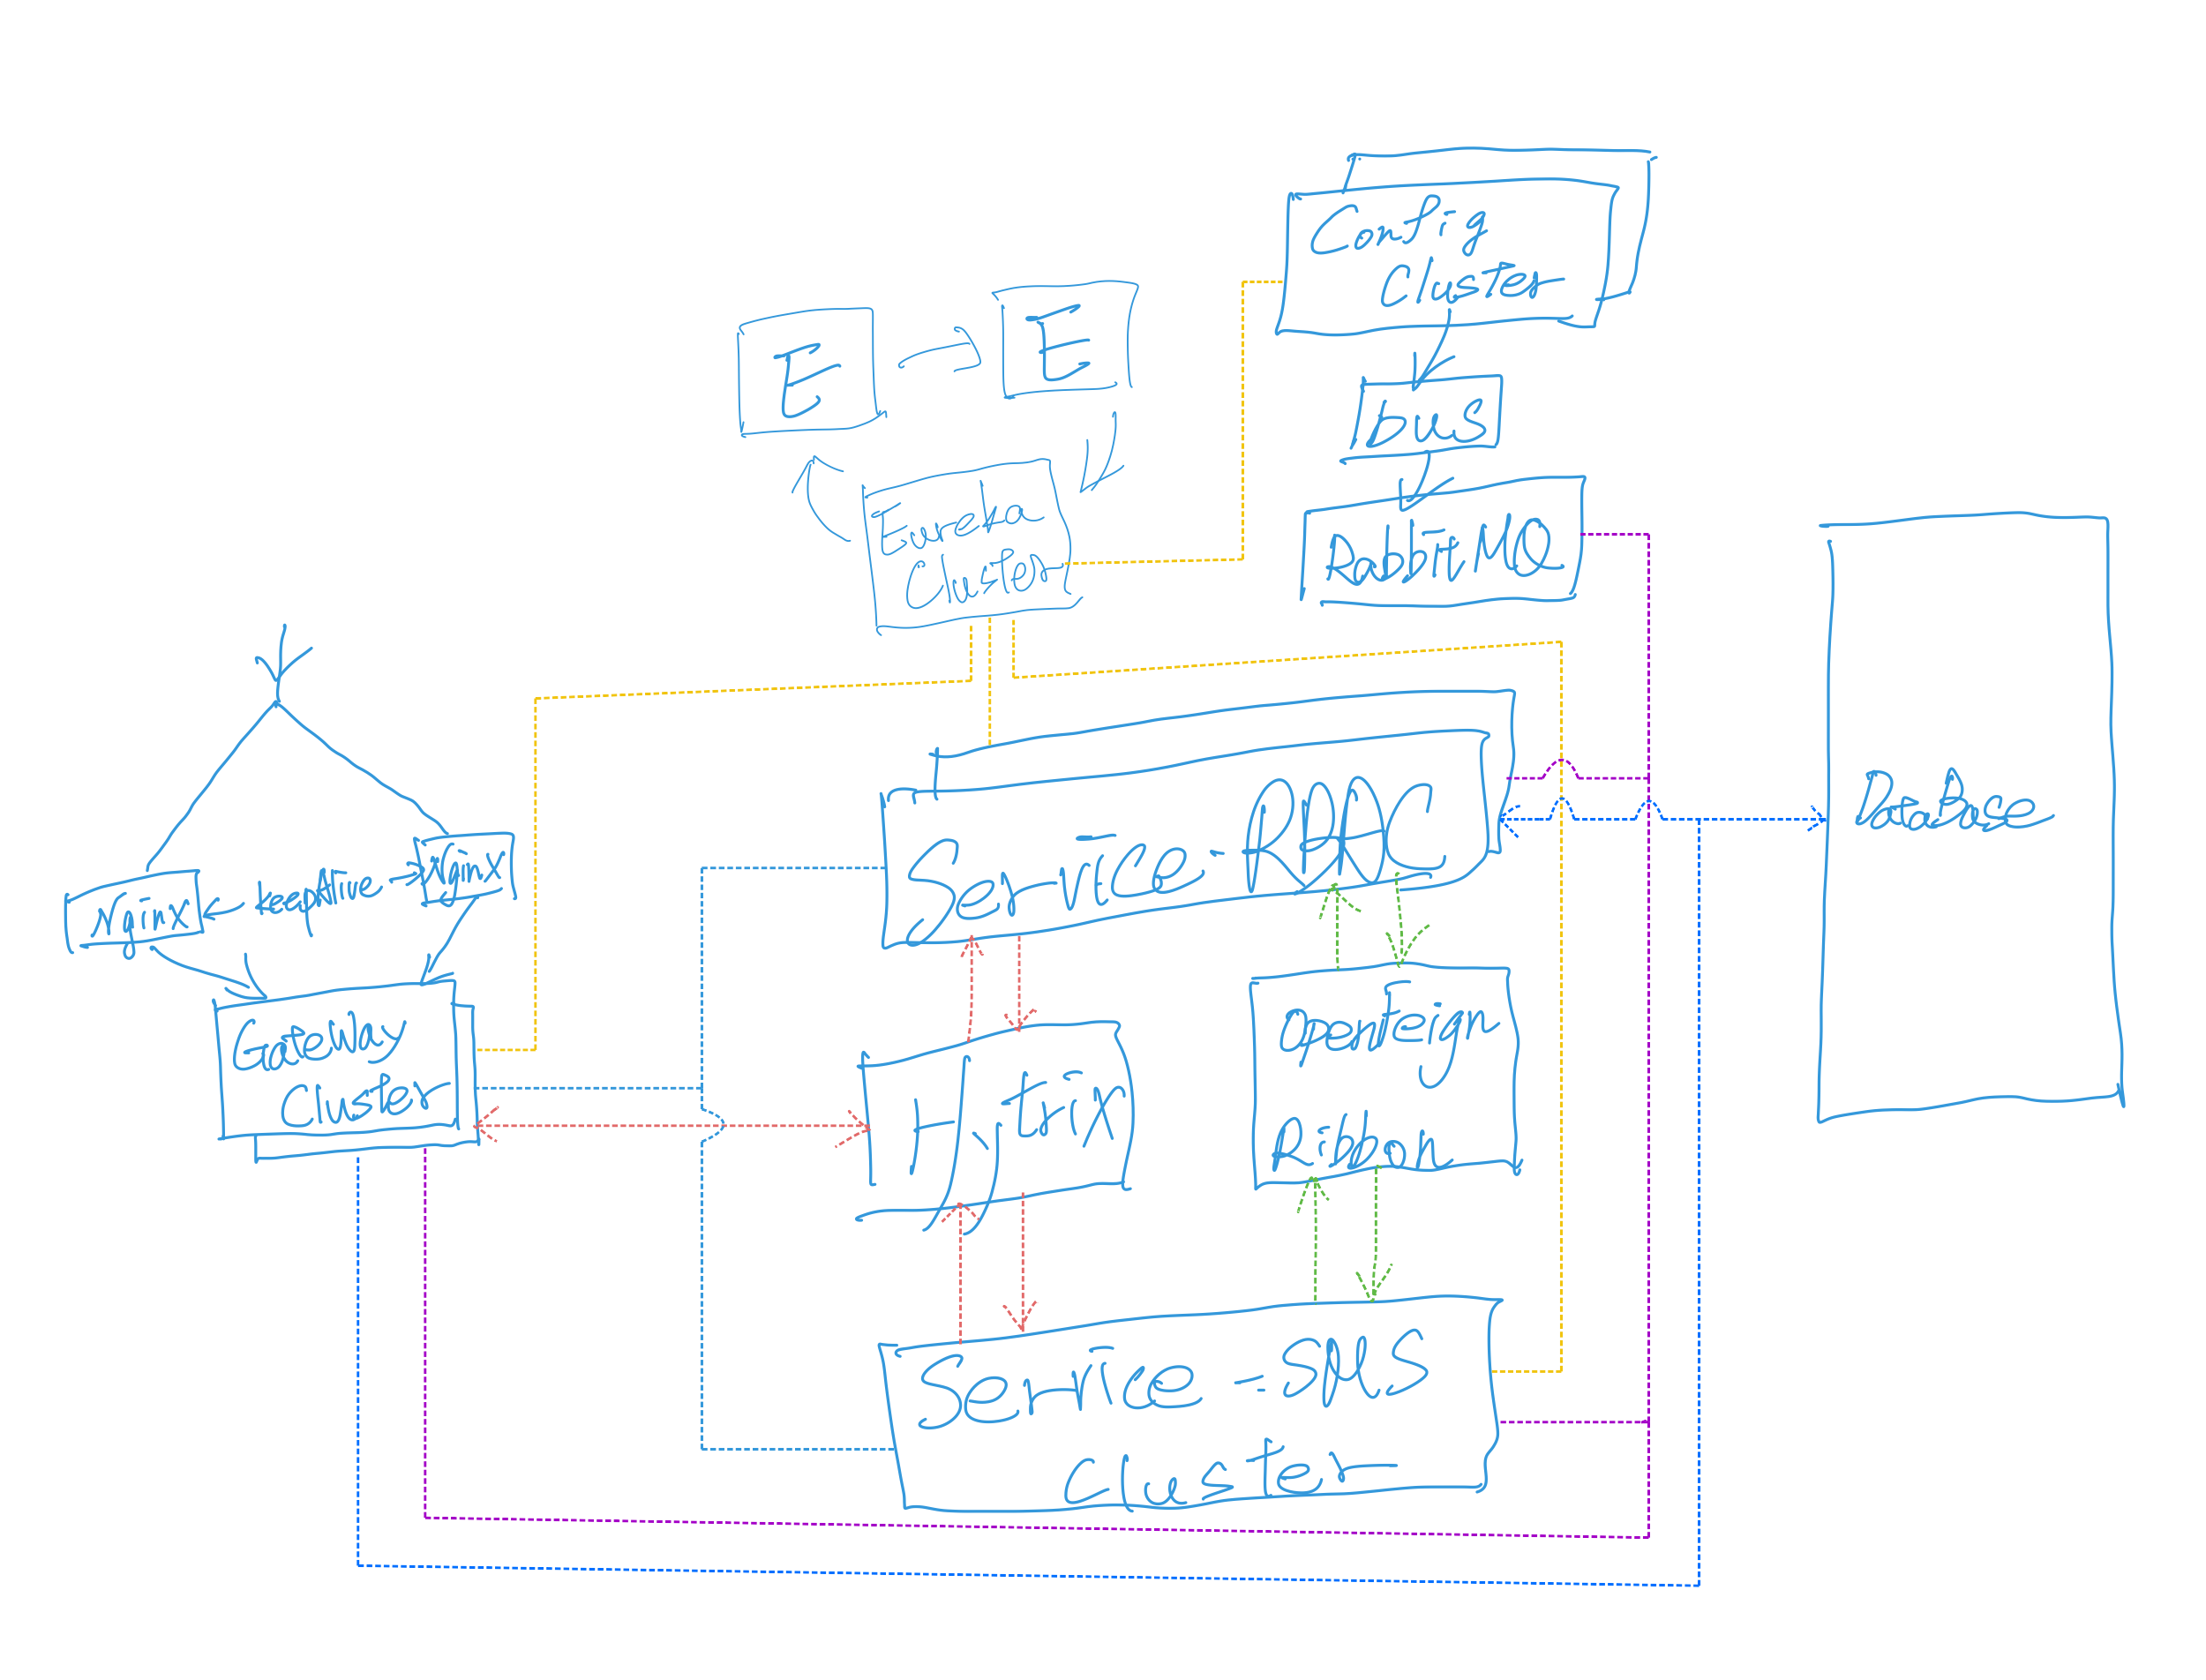 Config
Cluster
E
E
bus
Eureka
Cluster
RabbitMQ
Nginx
keepalived
Nginx
Gateway
Cluster
Service-RBAC
DataBase
OpenFeign
Ribbon
Hystrix
Service-SMS
Cluster